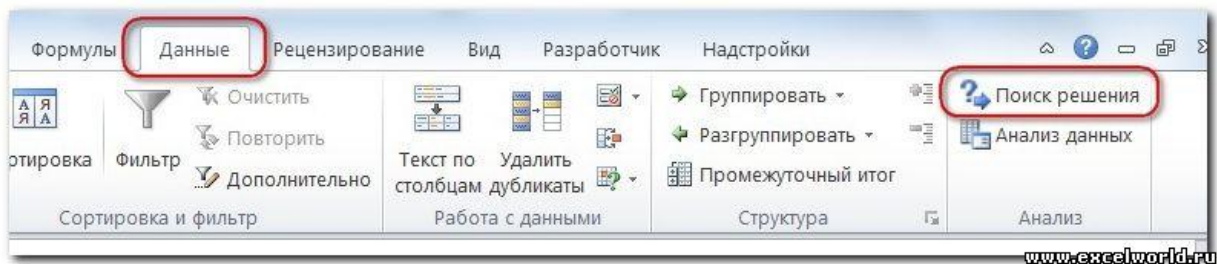 Формулы Данные Рецензирование Вид Разработчик Надстройки
А Я
Я А
ртировка
Фильтр
Очистить
Повторить
Дополнительно
Сортировка и фильтр
Текст по
столбцам
Удалить
дубликаты
Работа с данными
Группировать
Разгруппировать
Промежуточный итог
Структура
Поиск решения
Анализ данных
Анализ
www.excelworld.ru